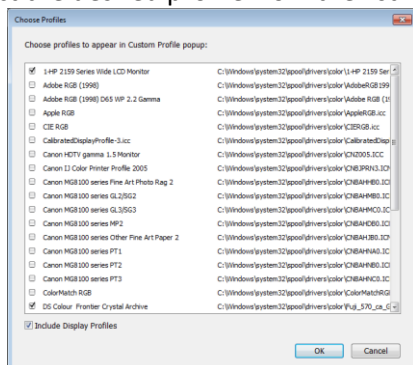 Choose Profiles
Choose profiles to appear in Custom Profile popup:
1-HP 2159 Series Wide LCD Monitor C:\Windows\system32\spool\drivers\color\1-HP 2159 Ser
Adobe RGB (1998) C:\Windows\system32\spool\drivers\color\AdobeRGB199
Adobe RGB (1998) D65 WP 2.2 Gamma C:\Windows\system32\spool\drivers\color\Adobe RGB (1
Apple RGB C:\Windows\system32\spool\drivers\color\AppleRGB.icc
CIE RGB C:\Windows\system32\spool\drivers\color\CIERGB.icc
CalibratedDisplayProfile-3.icc C:\Windows\system32\spool\drivers\color\CalibratedDisp
Canon HDTV gamma 1.5 Monitor C:\Windows\system32\spool\drivers\color\CNZ005.ICC
Canon IJ Color Printer Profile 2005 C:\Windows\system32\spool\drivers\color\CNBJPRN3.ICM
Canon MG8100 series Fine Art Photo Rag 2 C:\Windows\system32\spool\drivers\color\CNBAHHB0.ICM
Canon MG8100 series GL2/SG2 C:\Windows\system32\spool\drivers\color\CNBAHMB0.IC
Canon MG8100 series GL3/SG3 C:\Windows\system32\spool\drivers\color\CNBAHMC0.IC
Canon MG8100 series MP2 C:\Windows\system32\spool\drivers\color\CNBAHDB0.ICM
Canon MG8100 series Other Fine Art Paper 2 C:\Windows\system32\spool\drivers\color\CNBAHJB0.ICM
Canon MG8100 series PT1 C:\Windows\system32\spool\drivers\color\CNBAHNA0.IC
Canon MG8100 series PT2 C:\Windows\system32\spool\drivers\color\CNBAHNB0.IC
Canon MG8100 series PT3 C:\Windows\system32\spool\drivers\color\CNBAHNC0.IC
ColorMatch RGB C:\Windows\system32\spool\drivers\color\ColorMatchRG
DS Colour Frontier Crystal Archive C:\Windows\system32\spool\drivers\color\Fuji_570_ca_G
Include Display Profiles
OK Cancel